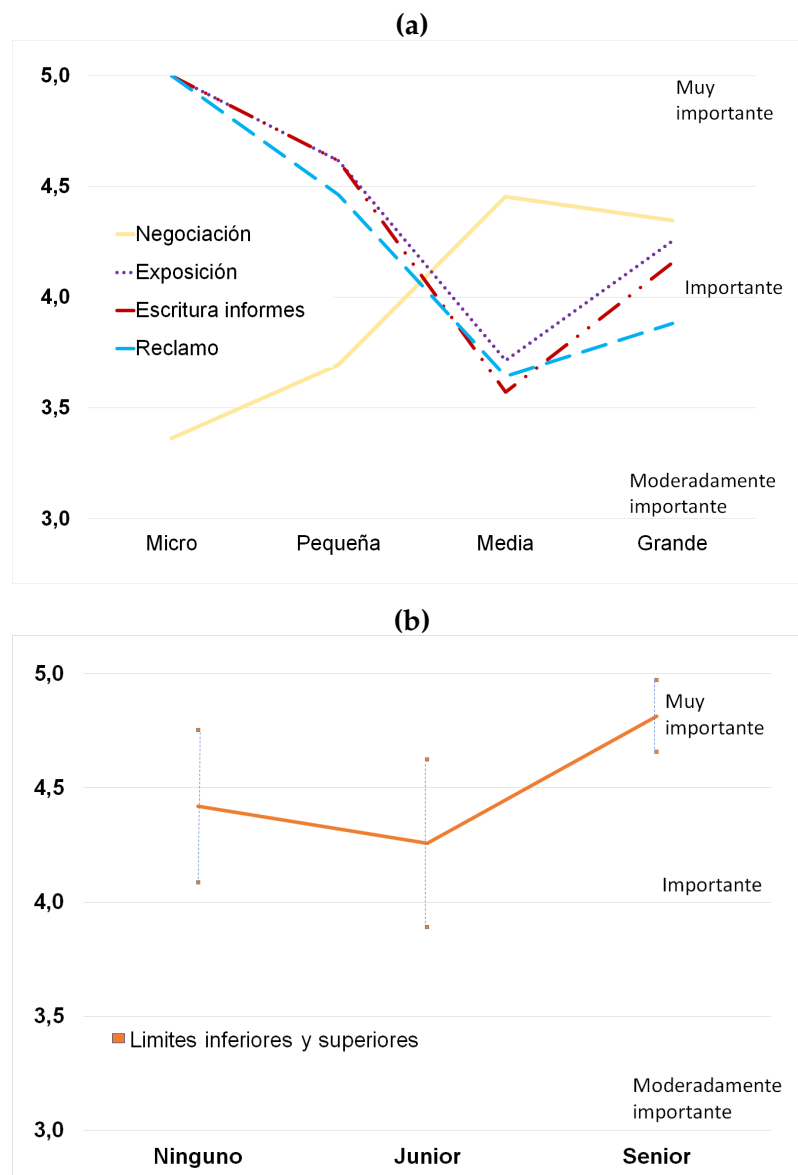 (a)
5,0
Muy
importante
4,5
Negociación
Exposición
4,0
Importante
Escritura informes
Reclamo
3,5
Moderadamente
importante
3,0
Micro Pequeña Media Grande
(b)
5,0
Muy
importante
4,5
Importante
4,0
3,5
Limites inferiores y superiores
Moderadamente
importante
3,0
Ninguno Junior Senior